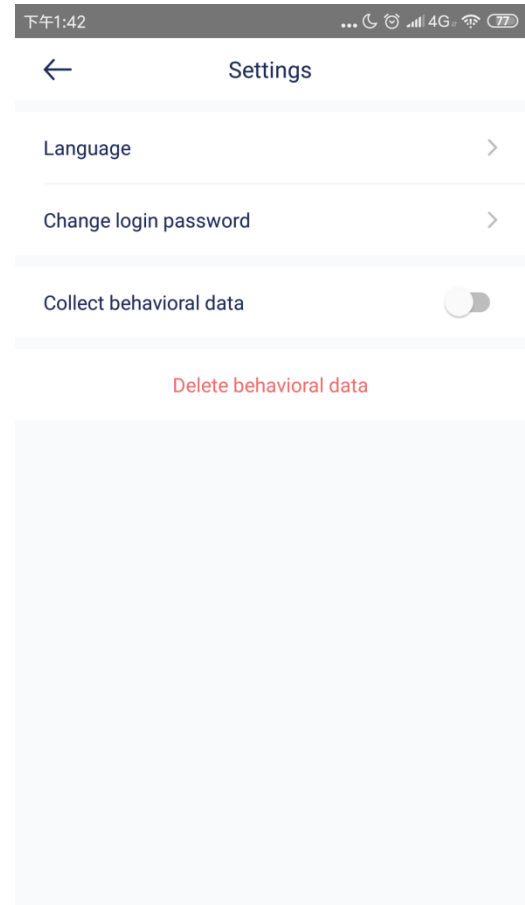 下午1:42 ... 4G 77
Settings
Language
Change login password
Collect behavioral data
Delete behavioral data